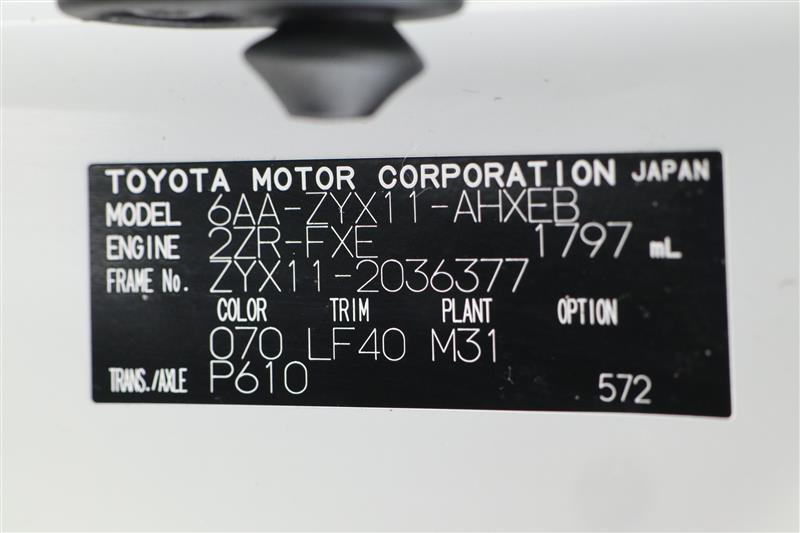 TOYOTA MOTOR CORPORATION JAPAN
MODEL 6AA-ZYX11-AHXEB
ENGINE 2ZR-FXE 1797 mL
FRAME No. ZYX11-2036377
COLOR TRIM PLANT OPTION
070 LF40 M31
TRANS./AXLE P610 572